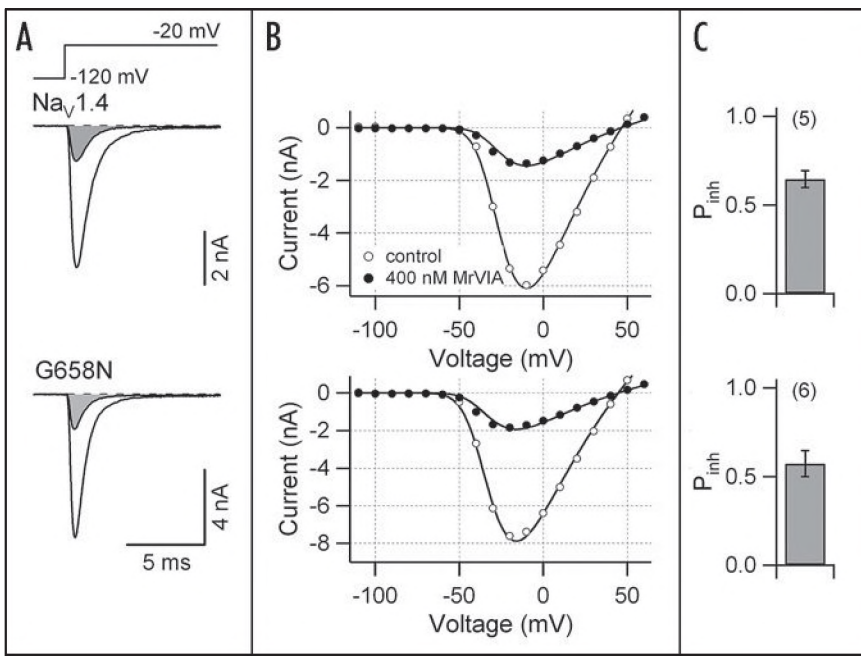 A
-20 mV
-120 mV
NaV1.4
2 nA
G658N
4 nA
5 ms
B
0
-2
-4
-6
Current (nA)
control
400 nM MrVIA
-100 -50 0 50
Voltage (mV)
0
-2
-4
-6
-8
Current (nA)
-100 -50 0 50
Voltage (mV)
C
1.0
0.5
0.0
Pinh
(5)
1.0
0.5
0.0
Pinh
(6)